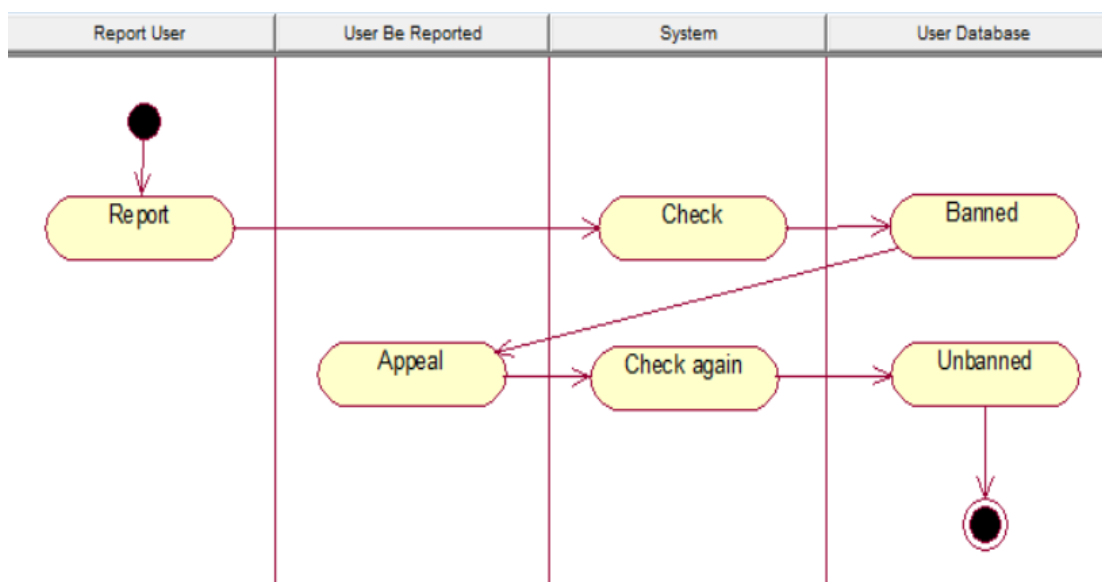 Report User
User Be Reported
System
User Database
Report
Check
Banned
Appeal
Check again
Unbanned